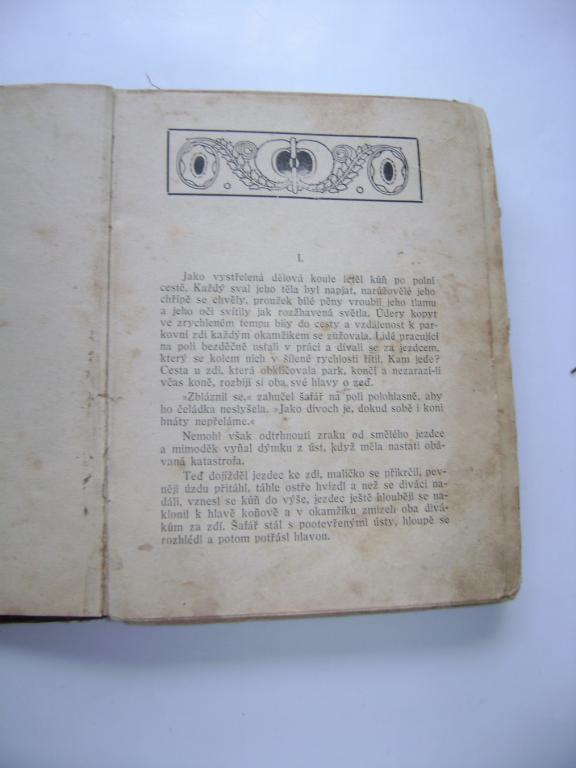 I.
Jako vystřelená dělová koule letěl kůň po polní
cestě. Každý sval jeho těla byl napjat, narůžovělé jeho
chřípě se chvěly, proužek bílé pěny vroubil jeho tlamu
a jeho oči svítily jak rozžhavená světla. Údery kopyt
ve zrychleném tempu bily do cesty a vzdálenost k par-
kovní zdi každým okamžikem se zúžovala. Lidé pracující
na poli bezděčně ustali v práci a dívali se za jezdcem,
který se kolem nich v šílené rychlosti řítil. Kam jede?
Cesta u zdi, která obkličovala park, končí a nezarazí-li
včas koně, rozbijí si oba své hlavy o zeď.
»Zbláznil se,« zahučel šafář na poli polohlasně, aby
ho čeládka neslyšela. »Jako divoch je, dokud sobě i koni
hnáty nepřeláme.«
Nemohl však odtrhnouti zraku od smělého jezdce
a mimoděk vyňal dýmku z úst, když měla nastati obá-
vaná katastrofa.
Teď dojížděl jezdec ke zdi, maličko se přikrčil, pev-
něji uzdu přitáhl, táhle ostře hvízdl a než se diváci na-
dáli, vznesl se kůň do výše, jezdec ještě hlouběji se na-
klonil k hlavě koňově a v okamžiku zmizeli oba divá-
kům za zdí. Šafář stál s pootevřenými ústy, hloupě se
rozhlédl a potom potřásl hlavou.